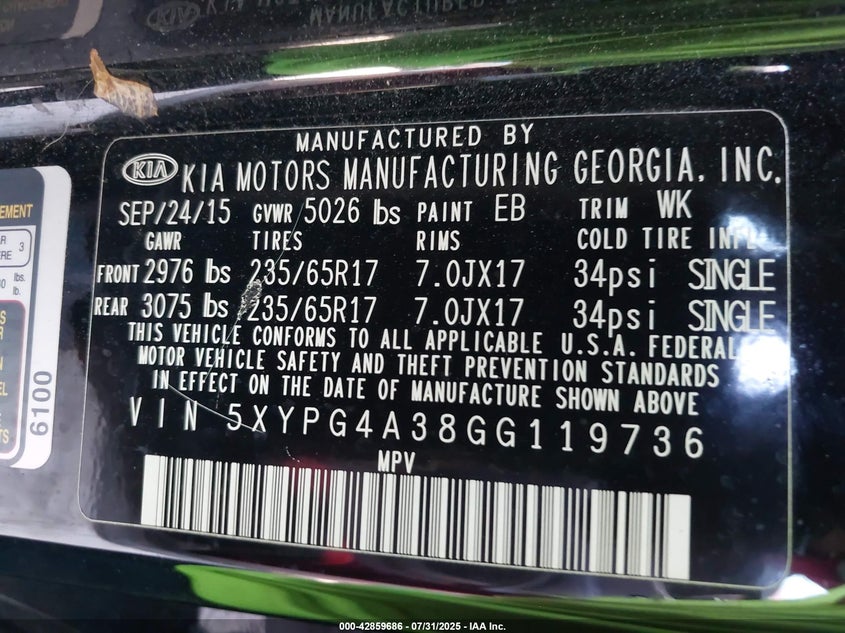 MANUFACTURED BY
KIA KIA MOTORS MANUFACTURING GEORGIA, INC.
SEP/24/15 GVWR 5026 lbs PAINT EB TRIM WK
GAWR TIRES RIMS COLD TIRE INFL
FRONT 2976 lbs 235/65R17 7.0JX17 34psi SINGLE
REAR 3075 lbs 235/65R17 7.0JX17 34psi SINGLE
THIS VEHICLE CONFORMS TO ALL APPLICABLE U.S.A. FEDERAL
MOTOR VEHICLE SAFETY AND THEFT PREVENTION STANDARDS
IN EFFECT ON THE DATE OF MANUFACTURE SHOWN ABOVE
VIN 5XYPG4A38GG119736
MPV
6100
000-42859686 - 07/31/2025 - IAA Inc.